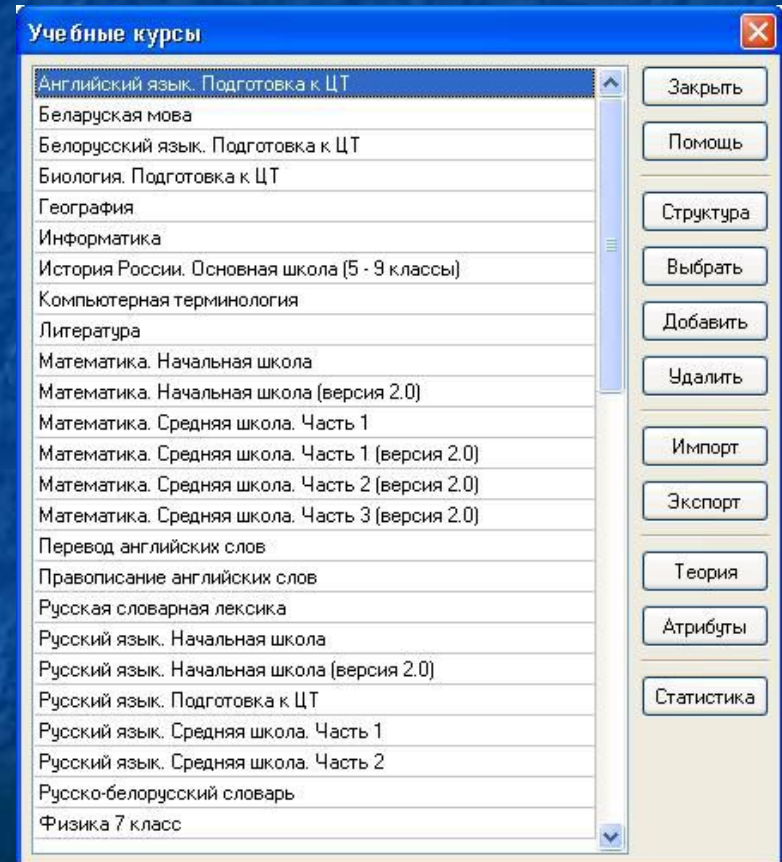 Учебные курсы
Английский язык. Подготовка к ЦТ
Беларуская мова
Белорусский язык. Подготовка к ЦТ
Биология. Подготовка к ЦТ
География
Информатика
История России. Основная школа (5 - 9 классы)
Компьютерная терминология
Литература
Математика. Начальная школа
Математика. Начальная школа (версия 2.0)
Математика. Средняя школа. Часть 1
Математика. Средняя школа. Часть 1 (версия 2.0)
Математика. Средняя школа. Часть 2 (версия 2.0)
Математика. Средняя школа. Часть 3 (версия 2.0)
Перевод английских слов
Правописание английских слов
Русская словарная лексика
Русский язык. Начальная школа
Русский язык. Начальная школа (версия 2.0)
Русский язык. Подготовка к ЦТ
Русский язык. Средняя школа. Часть 1
Русский язык. Средняя школа. Часть 2
Русско-белорусский словарь
Физика 7 класс
Закрыть
Помощь
Структура
Выбрать
Добавить
Удалить
Импорт
Экспорт
Теория
Атрибуты
Статистика